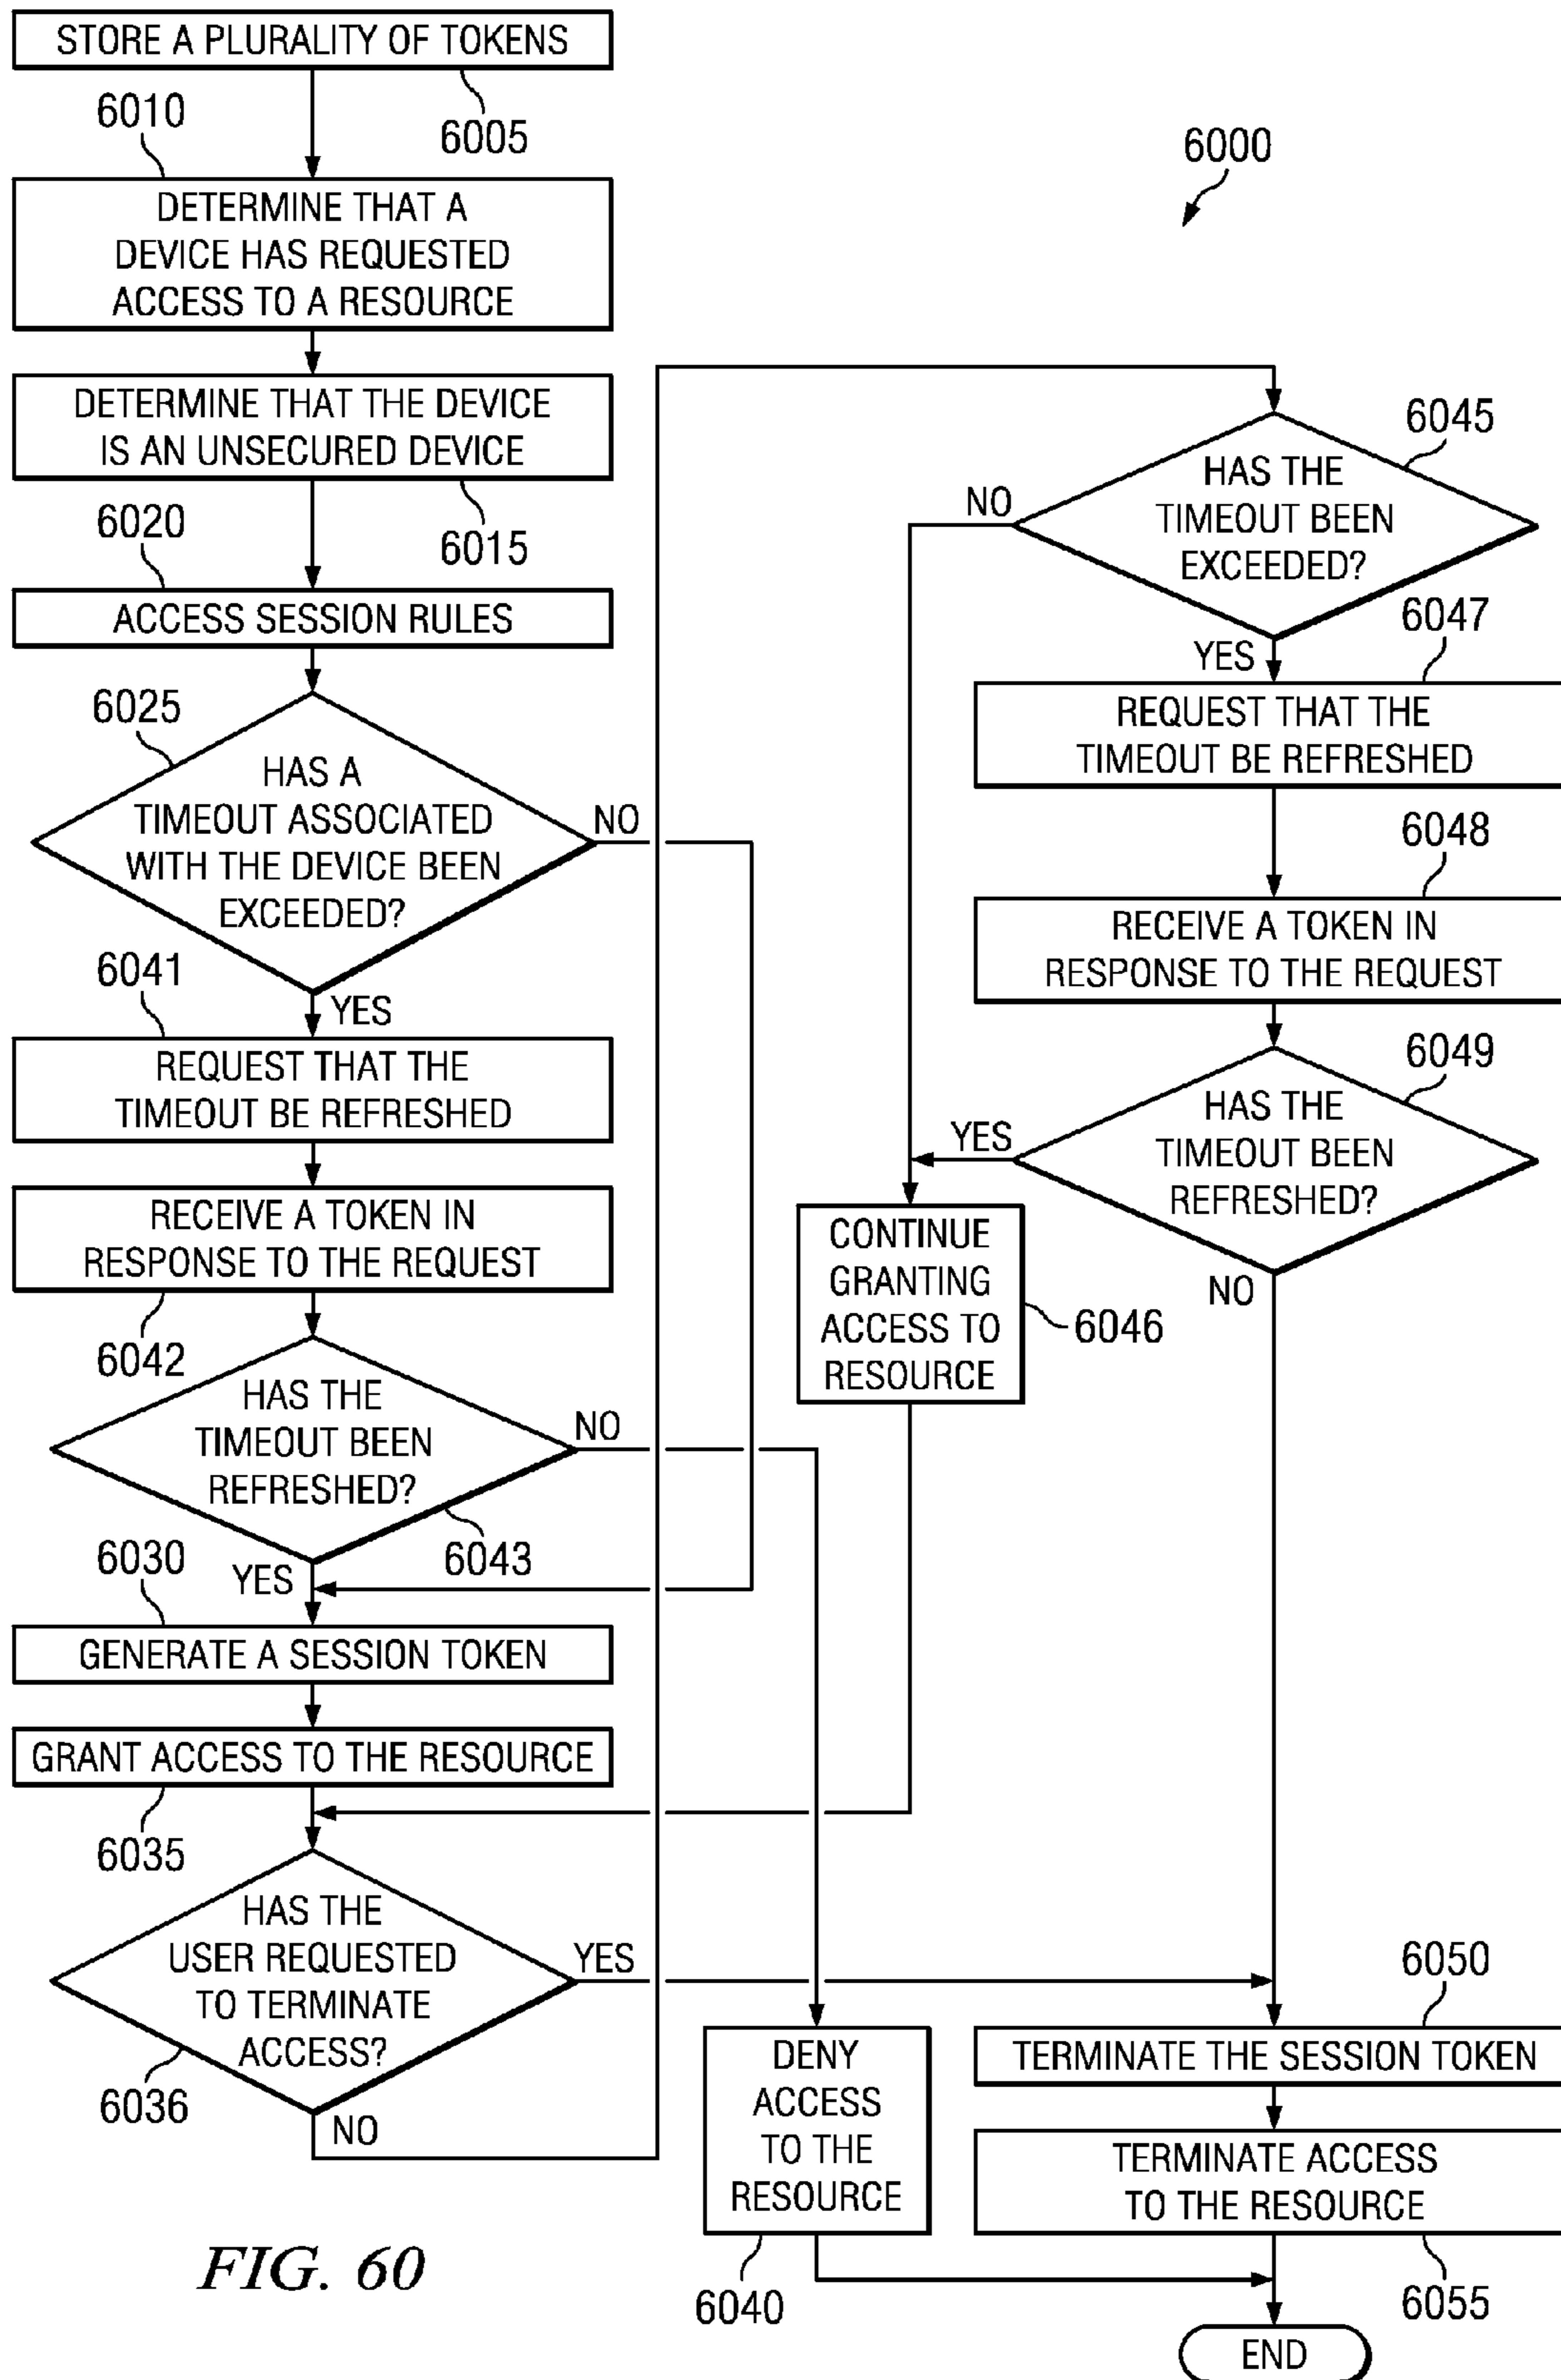 STORE A PLURALITY OF TOKENS
6005
6010
DETERMINE THAT A
DEVICE HAS REQUESTED
ACCESS TO A RESOURCE
DETERMINE THAT THE DEVICE
IS AN UNSECURED DEVICE
6015
6020
ACCESS SESSION RULES
6025
HAS A
TIMEOUT ASSOCIATED
WITH THE DEVICE BEEN
EXCEEDED?
NO
YES
6041
REQUEST THAT THE
TIMEOUT BE REFRESHED
RECEIVE A TOKEN IN
RESPONSE TO THE REQUEST
6042
HAS THE
TIMEOUT BEEN
REFRESHED?
NO
6043
YES
6030
GENERATE A SESSION TOKEN
GRANT ACCESS TO THE RESOURCE
6035
HAS THE
USER REQUESTED
TO TERMINATE
ACCESS?
YES
6036
NO
6000
6045
HAS THE
TIMEOUT BEEN
EXCEEDED?
NO
YES
6047
REQUEST THAT THE
TIMEOUT BE REFRESHED
6048
RECEIVE A TOKEN IN
RESPONSE TO THE REQUEST
6049
HAS THE
TIMEOUT BEEN
REFRESHED?
YES
NO
CONTINUE
GRANTING
ACCESS TO
RESOURCE
6046
DENY
ACCESS
TO THE
RESOURCE
6040
6050
TERMINATE THE SESSION TOKEN
TERMINATE ACCESS
TO THE RESOURCE
6055
END
FIG. 60